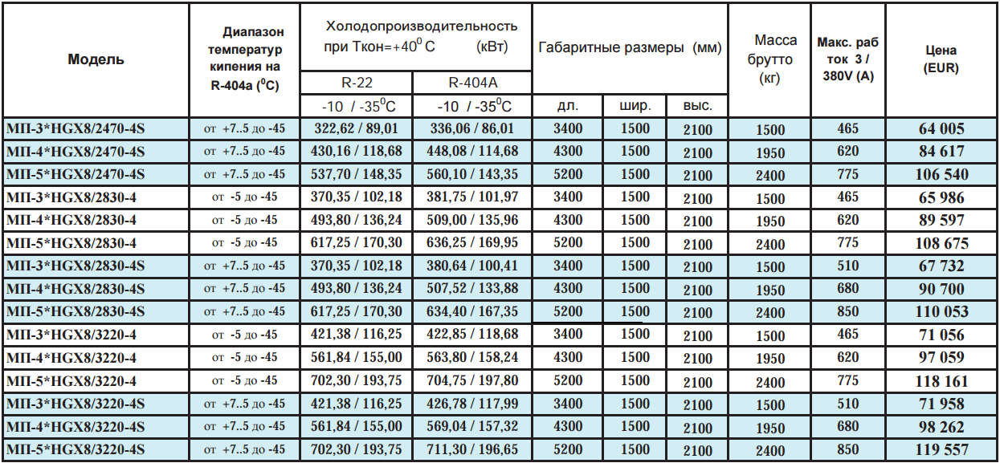 Модель
Диапазон температур кипения на R-404a (⁰C)
Холодопроизводительность
при Ткон=+40⁰ C (кВт)
Габаритные размеры (мм)
Масса брутто (кг)
Макс. раб ток 3 / 380V (A)
Цена (EUR)
R-22 R-404A
-10 / -35⁰C -10 / -35⁰C дл. шир. выс.
МП-3*HGX8/2470-4S от +7..5 до -45 322,62 / 89,01 336,06 / 86,01 3400 1500 2100 1500 465 64 005
МП-4*HGX8/2470-4S от +7..5 до -45 430,16 / 118,68 448,08 / 114,68 4300 1500 2100 1950 620 84 617
МП-5*HGX8/2470-4S от +7..5 до -45 537,70 / 148,35 560,10 / 143,35 5200 1500 2100 2400 775 106 540
МП-3*HGX8/2830-4 от -5 до -45 370,35 / 102,18 381,75 / 101,97 3400 1500 2100 1500 465 65 986
МП-4*HGX8/2830-4 от -5 до -45 493,80 / 136,24 509,00 / 135,96 4300 1500 2100 1950 620 89 597
МП-5*HGX8/2830-4 от -5 до -45 617,25 / 170,30 636,25 / 169,95 5200 1500 2100 2400 775 108 675
МП-3*HGX8/2830-4S от +7..5 до -45 370,35 / 102,18 380,64 / 100,41 3400 1500 2100 1500 510 67 732
МП-4*HGX8/2830-4S от +7..5 до -45 493,80 / 136,24 507,52 / 133,88 4300 1500 2100 1950 680 90 700
МП-5*HGX8/2830-4S от +7..5 до -45 617,25 / 170,30 634,40 / 167,35 5200 1500 2100 2400 850 110 053
МП-3*HGX8/3220-4 от -5 до -45 421,38 / 116,25 422,85 / 118,68 3400 1500 2100 1500 465 71 056
МП-4*HGX8/3220-4 от -5 до -45 561,84 / 155,00 563,80 / 158,24 4300 1500 2100 1950 620 97 059
МП-5*HGX8/3220-4 от -5 до -45 702,30 / 193,75 704,75 / 197,80 5200 1500 2100 2400 775 118 161
МП-3*HGX8/3220-4S от +7..5 до -45 421,38 / 116,25 426,78 / 117,99 3400 1500 2100 1500 510 71 958
МП-4*HGX8/3220-4S от +7..5 до -45 561,84 / 155,00 569,04 / 157,32 4300 1500 2100 1950 680 98 262
МП-5*HGX8/3220-4S от +7..5 до -45 702,30 / 193,75 711,30 / 196,65 5200 1500 2100 2400 850 119 557